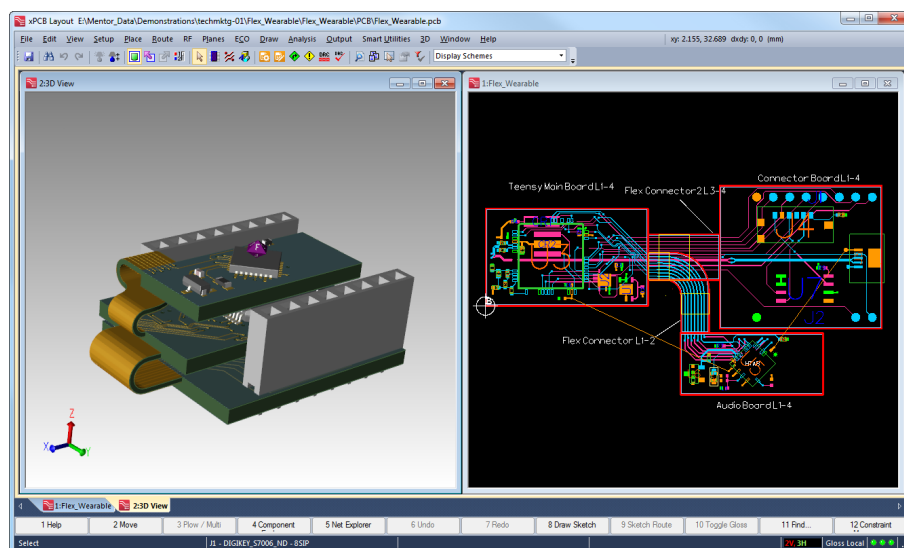 xPCB Layout E:\Mentor_Data\Demonstrations\techmktg-01\Flex_Wearable\Flex_Wearable\PCB\Flex_Wearable.pcb
File Edit View Setup Place Route RF Planes ECO Draw Analysis Output Smart Utilities 3D Window Help
xy: 2.155, 32.689 dxdy: 0, 0 (mm)
Display Schemes
2:3D View
1:Flex_Wearable
Connector Board L1-4
Teensy Main Board L1-4
Flex Connector2 L3-4
U4
U7
J2
Flex Connector L1-2
Audio Board L1-4
F
Z
X
Y
1:Flex_Wearable
2:3D View
1 Help
2 Move
3 Plow / Multi
4 Component
5 Net Explorer
6 Undo
7 Redo
8 Draw Sketch
9 Sketch Route
10 Toggle Gloss
11 Find...
12 Constraint
Select
J1 - DIGIKEY_S7006_ND - 8SIP
2V, 3H
Gloss Local